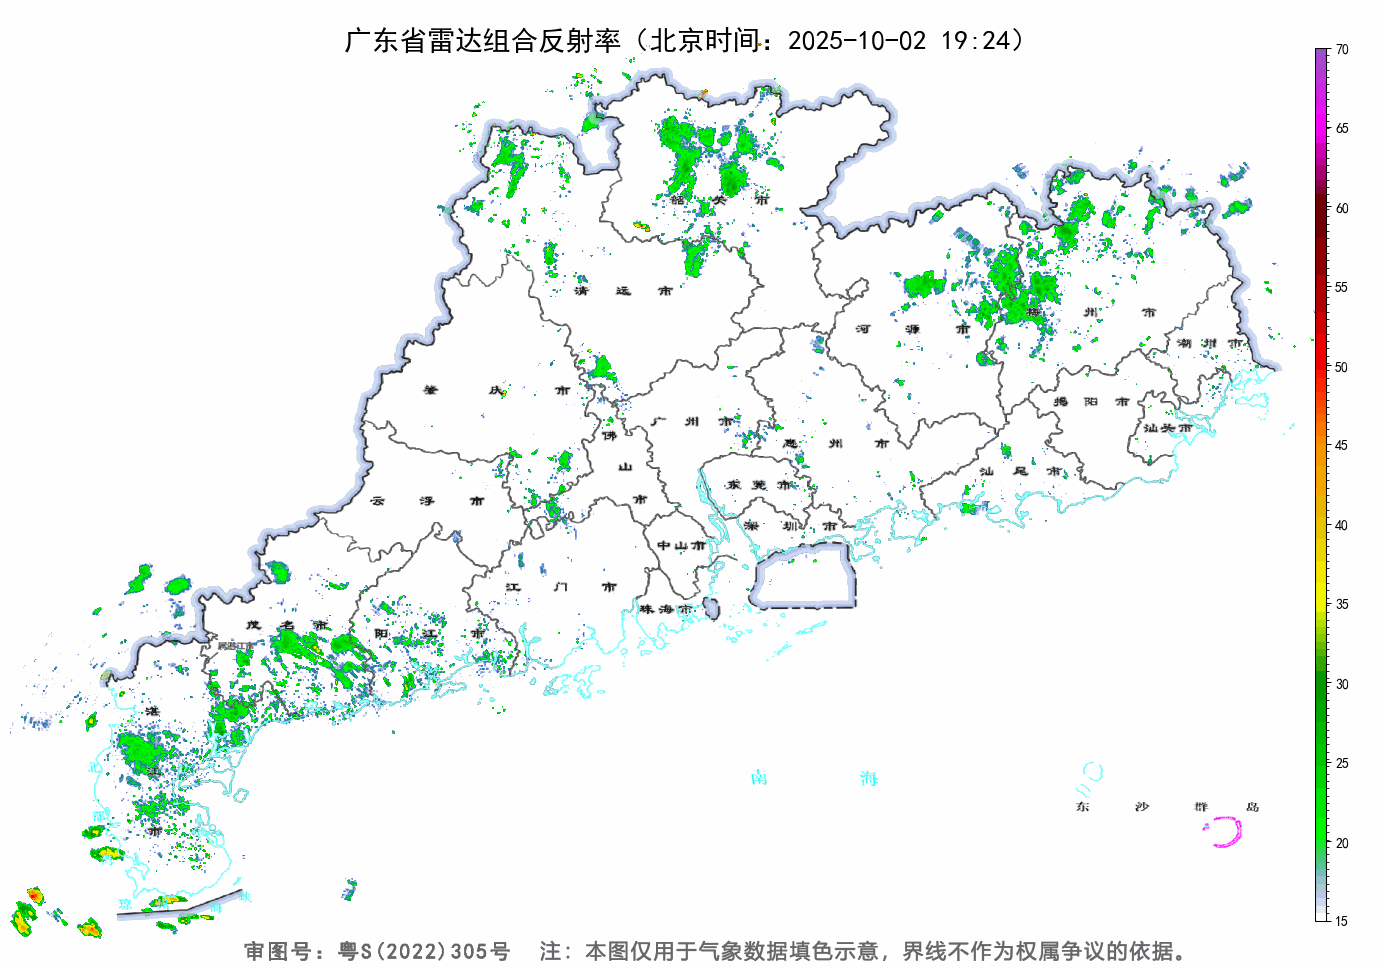 广东省雷达组合反射率（北京时间：2025-10-02 19:24）
70
65
60
55
50
45
40
35
30
25
20
15
韶关市
清远市
河源市
梅州市
潮州市
肇庆市
广州市
佛山市
惠州市
揭阳市
汕头市
汕尾市
云浮市
东莞市
深圳市
中山市
江门市
珠海市
茂名市
阳江市
属湛江市
湛江市
北部湾
南海
东沙群岛
琼州海峡
审图号：粤S(2022)305号 注：本图仅用于气象数据填色示意，界线不作为权属争议的依据。